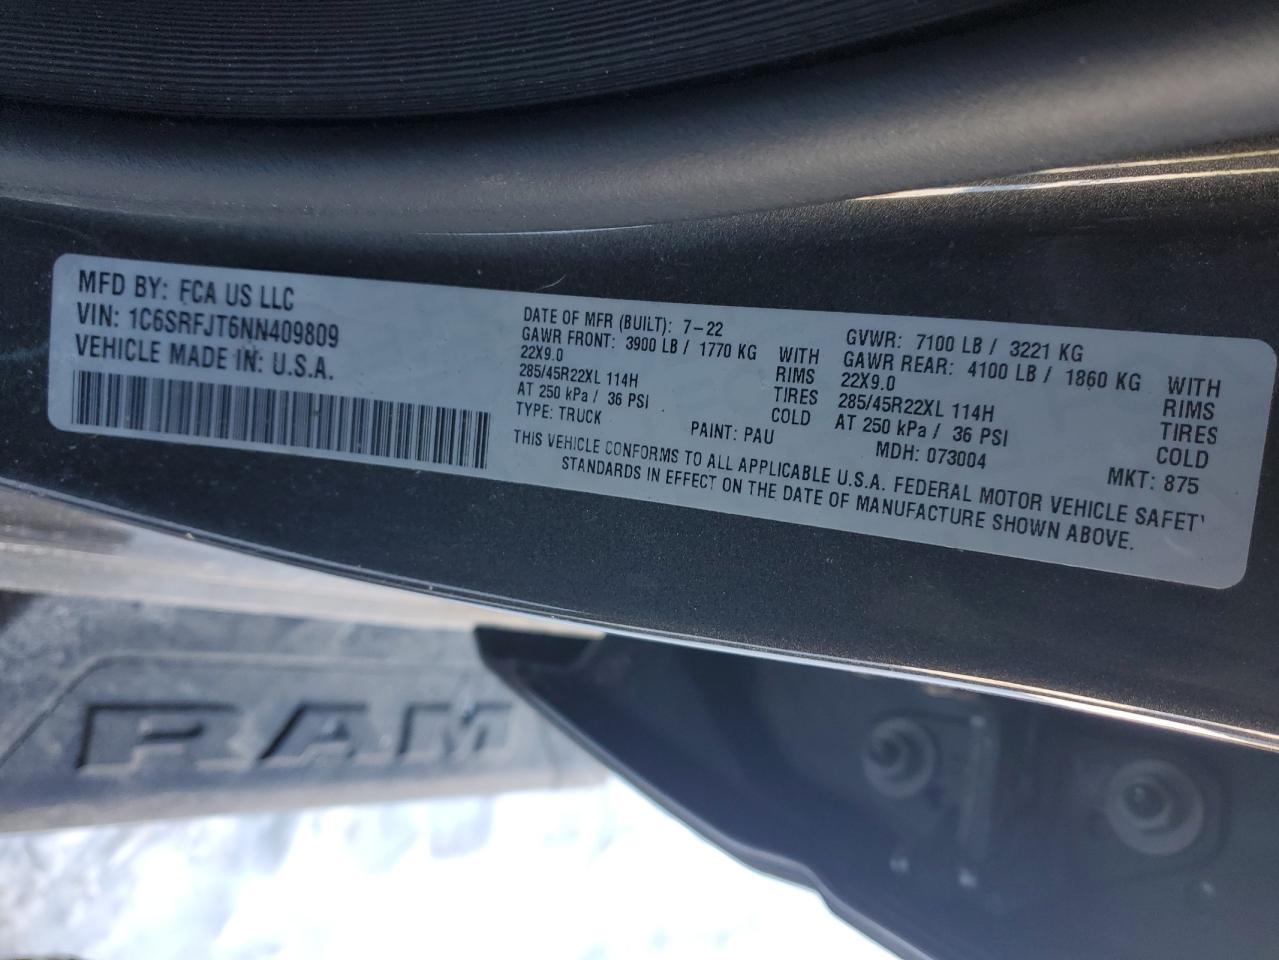 MFD BY: FCA US LLC
VIN: 1C6SRFJT6NN409809
VEHICLE MADE IN: U.S.A.
DATE OF MFR (BUILT): 7-22
GAWR FRONT: 3900 LB / 1770 KG WITH
22X9.0 RIMS
285/45R22XL 114H TIRES
AT 250 kPa / 36 PSI COLD
TYPE: TRUCK PAINT: PAU
GVWR: 7100 LB / 3221 KG
GAWR REAR: 4100 LB / 1860 KG WITH
22X9.0 RIMS
285/45R22XL 114H TIRES
AT 250 kPa / 36 PSI COLD
MDH: 073004 MKT: 875
THIS VEHICLE CONFORMS TO ALL APPLICABLE U.S.A. FEDERAL MOTOR VEHICLE SAFET
STANDARDS IN EFFECT ON THE DATE OF MANUFACTURE SHOWN ABOVE.
RAM